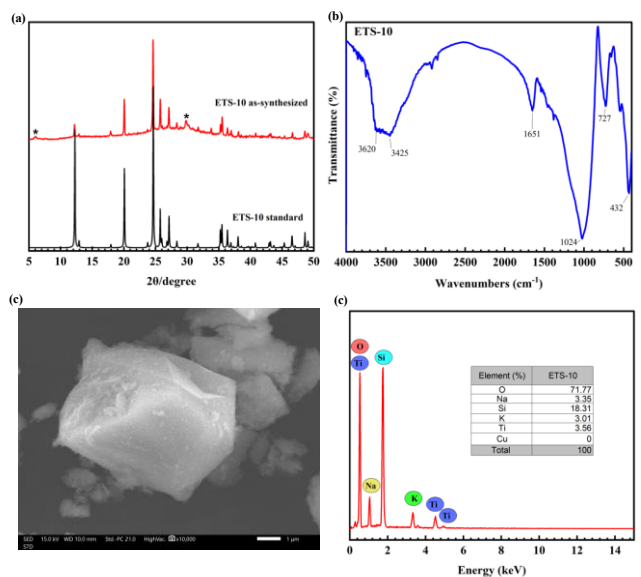 (a)
*
*
ETS-10 as-synthesized
ETS-10 standard
5 10 15 20 25 30 35 40 45 50
2θ/degree
(b)
ETS-10
Transmittance (%)
3620
3425
1651
1024
727
432
4000 3500 3000 2500 2000 1500 1000 500
Wavenumbers (cm⁻¹)
(c)
SED 15.0 kV WD 10.0 mm Std.-PC 21.0 HighVac. x10,000 1 µm
STD
(c)
O
Ti
Si
Na
K
Ti
Ti
Element (%) ETS-10
O 71.77
Na 3.35
Si 18.31
K 3.01
Ti 3.56
Cu 0
Total 100
0 2 4 6 8 10 12 14
Energy (keV)